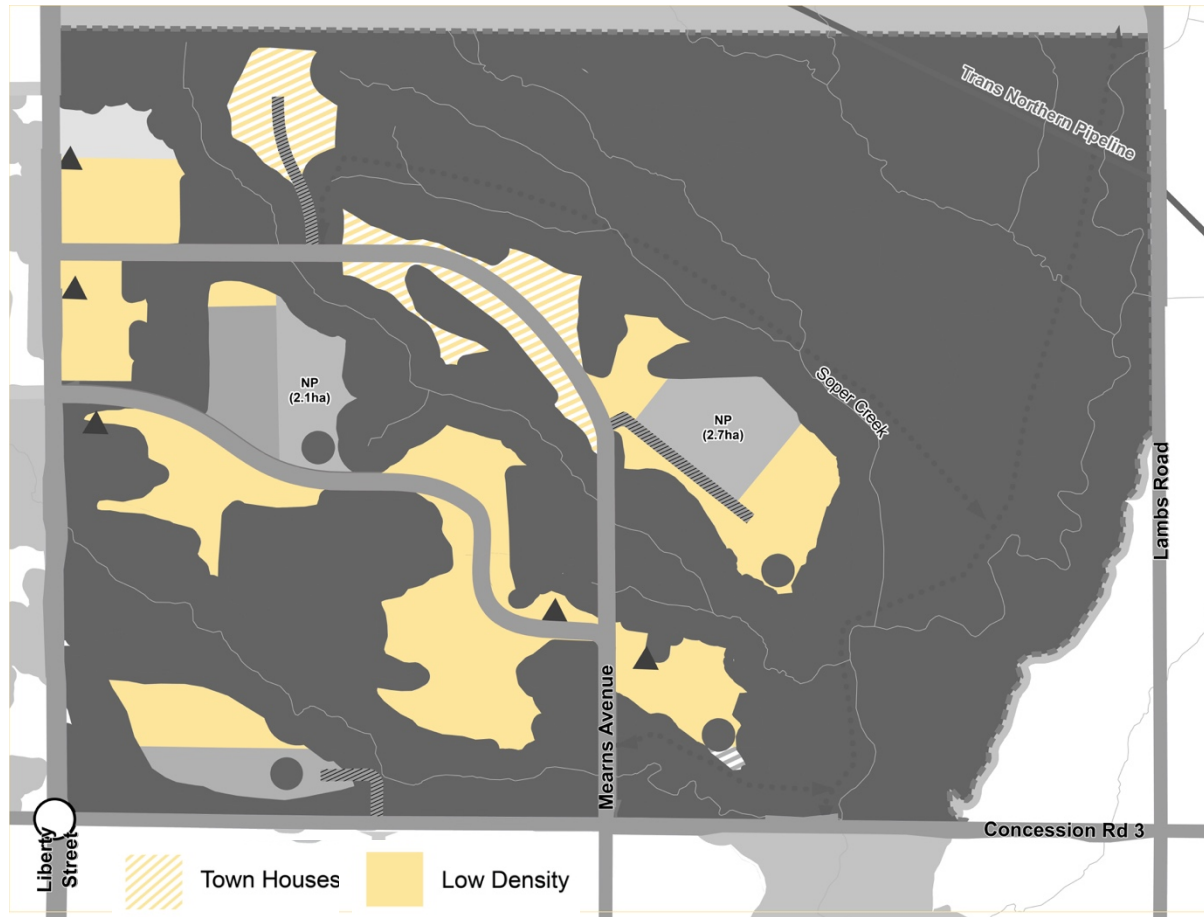 Trans Northern Pipeline
NP
(2.1ha)
Soper Creek
NP
(2.7ha)
Lambs Road
Mearns Avenue
Concession Rd 3
Liberty
Street
Town Houses
Low Density